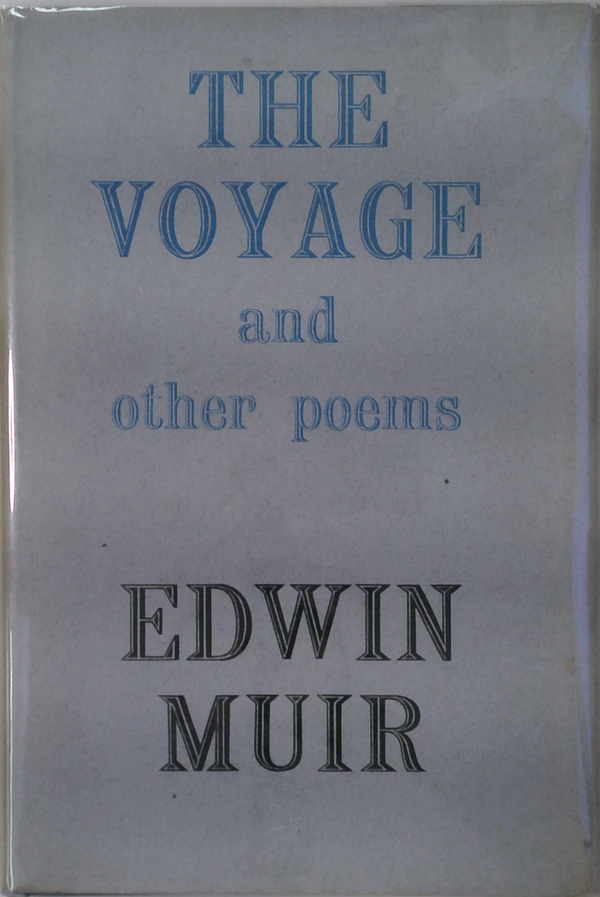 THE
VOYAGE
and
other poems
EDWIN
MUIR